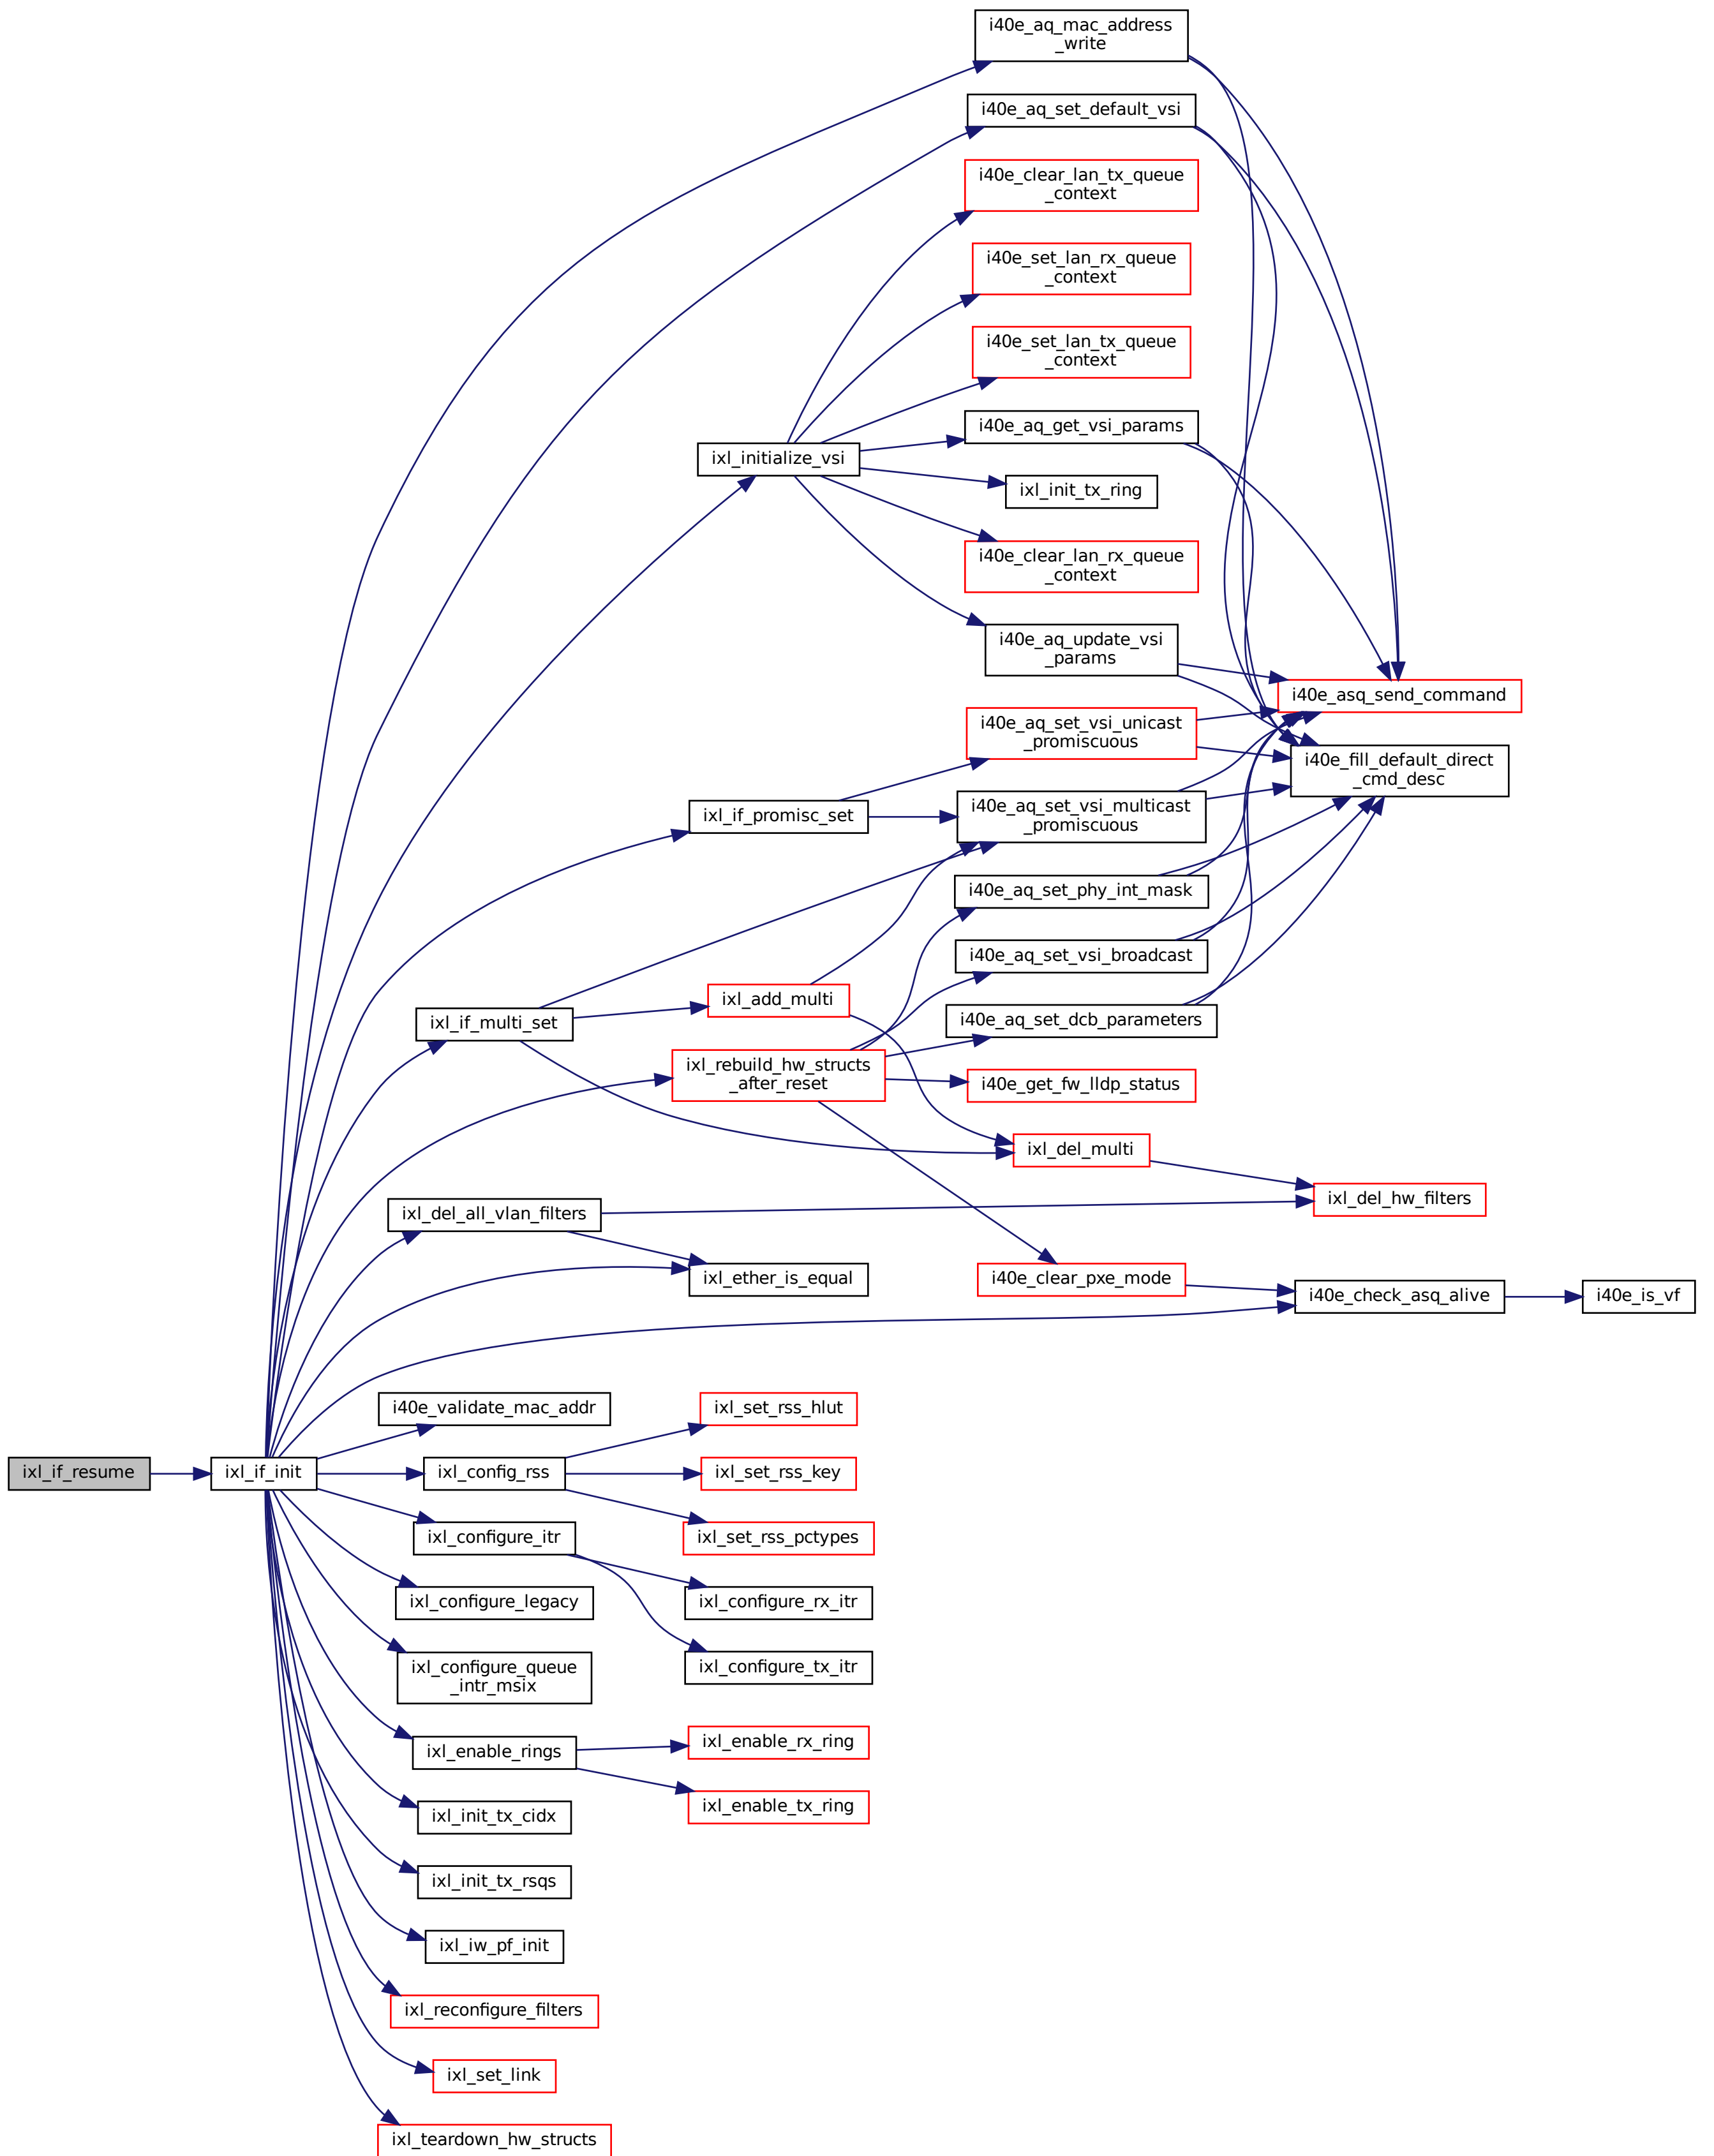 i40e_aq_mac_address
_write
i40e_aq_set_default_vsi
i40e_clear_lan_tx_queue
_context
i40e_set_lan_rx_queue
_context
i40e_set_lan_tx_queue
_context
i40e_aq_get_vsi_params
ixl_initialize_vsi
ixl_init_tx_ring
i40e_clear_lan_rx_queue
_context
i40e_aq_update_vsi
_params
i40e_asq_send_command
i40e_aq_set_vsi_unicast
_promiscuous
i40e_fill_default_direct
_cmd_desc
ixl_if_promisc_set
i40e_aq_set_vsi_multicast
_promiscuous
i40e_aq_set_phy_int_mask
i40e_aq_set_vsi_broadcast
ixl_add_multi
ixl_if_multi_set
i40e_aq_set_dcb_parameters
ixl_rebuild_hw_structs
_after_reset
i40e_get_fw_lldp_status
ixl_del_multi
ixl_del_hw_filters
ixl_del_all_vlan_filters
ixl_ether_is_equal
i40e_clear_pxe_mode
i40e_check_asq_alive
i40e_is_vf
i40e_validate_mac_addr
ixl_set_rss_hlut
ixl_if_resume
ixl_if_init
ixl_config_rss
ixl_set_rss_key
ixl_configure_itr
ixl_set_rss_pctypes
ixl_configure_legacy
ixl_configure_rx_itr
ixl_configure_queue
_intr_msix
ixl_configure_tx_itr
ixl_enable_rings
ixl_enable_rx_ring
ixl_enable_tx_ring
ixl_init_tx_cidx
ixl_init_tx_rsqs
ixl_iw_pf_init
ixl_reconfigure_filters
ixl_set_link
ixl_teardown_hw_structs